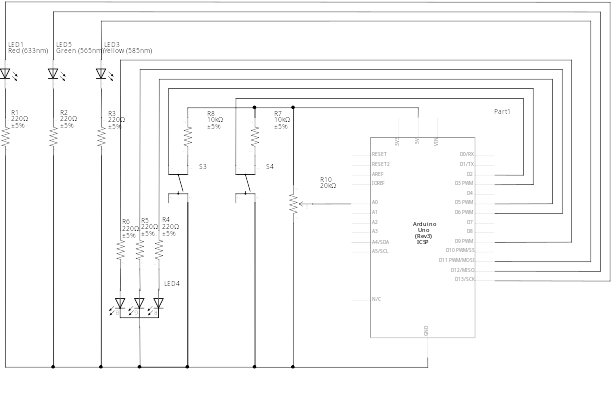 LED1
Red (633nm)
LED5
Green (565nm)
LED3
Yellow (585nm)
R1
220Ω
±5%
R2
220Ω
±5%
R3
220Ω
±5%
R8
10kΩ
±5%
R7
10kΩ
±5%
S3
S4
R10
20kΩ
R6
220Ω
±5%
R5
220Ω
±5%
R4
220Ω
±5%
LED4
Part1
3V3
5V
VIN
RESET
RESET2
AREF
IOREF
A0
A1
A2
A3
A4/SDA
A5/SCL
N/C
D0/RX
D1/TX
D2
D3 PWM
D4
D5 PWM
D6 PWM
D7
D8
D9 PWM
D10 PWM/SS
D11 PWM/MOSI
D12/MISO
D13/SCK
Arduino
Uno
(Rev3)
ICSP
GND